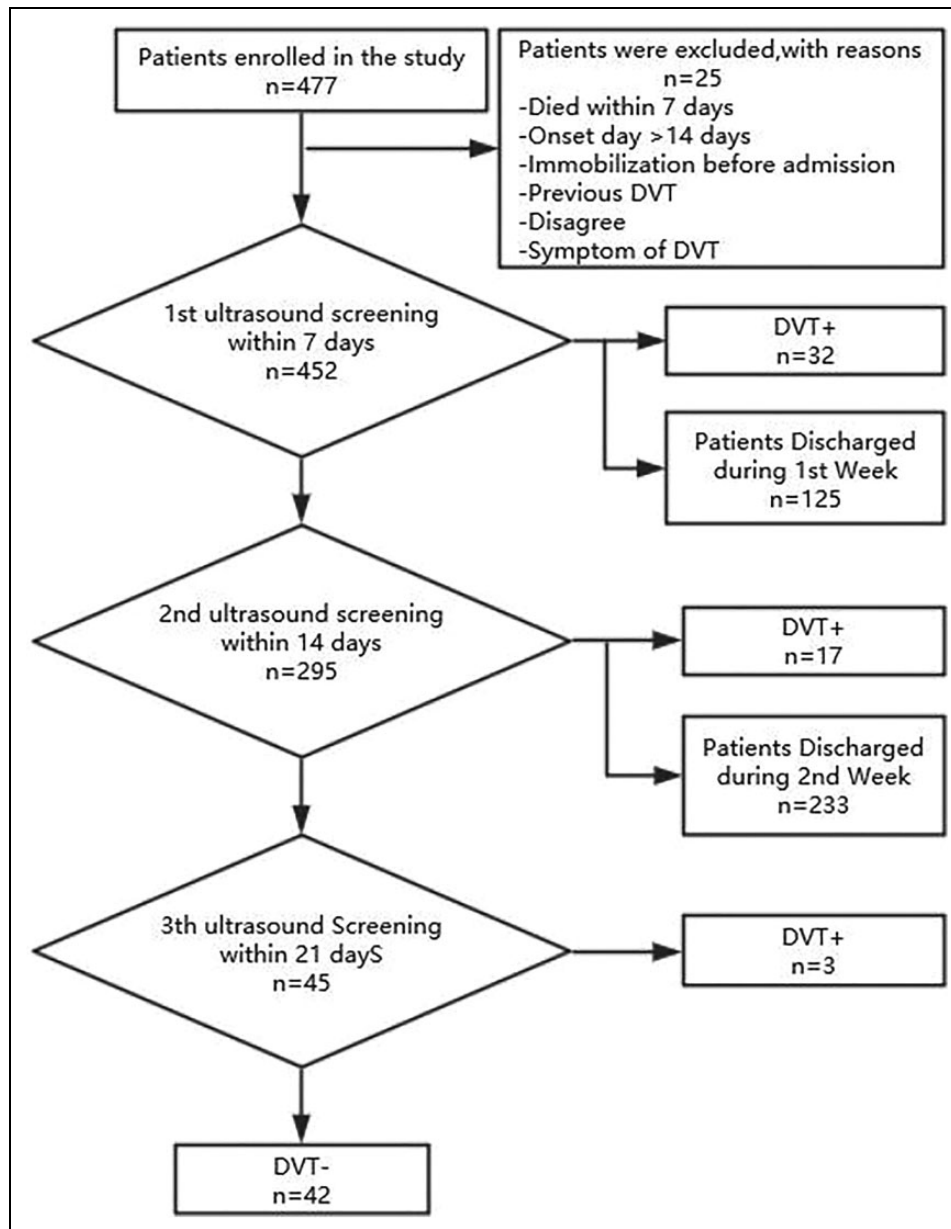 Patients enrolled in the study
n=477
Patients were excluded,with reasons
n=25
-Died within 7 days
-Onset day >14 days
-Immobilization before admission
-Previous DVT
-Disagree
-Symptom of DVT
1st ultrasound screening
within 7 days
n=452
DVT+
n=32
Patients Discharged
during 1st Week
n=125
2nd ultrasound screening
within 14 days
n=295
DVT+
n=17
Patients Discharged
during 2nd Week
n=233
3th ultrasound Screening
within 21 dayS
n=45
DVT+
n=3
DVT-
n=42